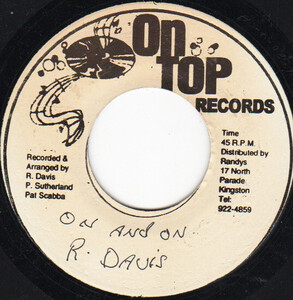 On
TOP
RECORDS
Recorded &
Arranged by
R. Davis
P. Sutherland
Pat Scabba
Time
45 R.P.M.
Distributed by
Randys
17 North
Parade
Kingston
Tel:
922-4859
ON AND ON
R. DAVIS